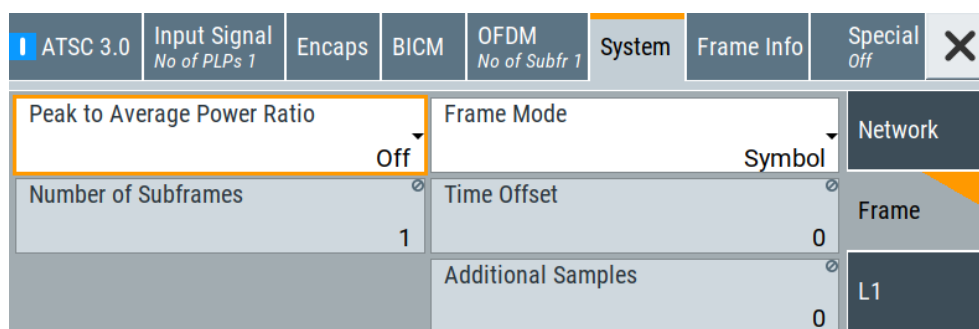 ATSC 3.0
Input Signal
No of PLPs 1
Encaps
BICM
OFDM
No of Subfr 1
System
Frame Info
Special
Off
Peak to Average Power Ratio
Off
Frame Mode
Symbol
Network
Number of Subframes
1
Time Offset
0
Frame
Additional Samples
0
L1